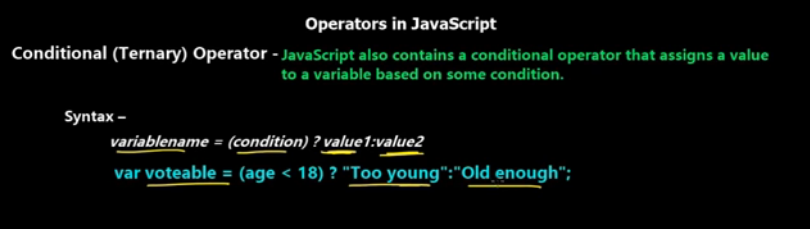 Operators in JavaScript
Conditional (Ternary) Operator - JavaScript also contains a conditional operator that assigns a value
to a variable based on some condition.
Syntax –
variablename = (condition) ? value1:value2
var voteable = (age < 18) ? "Too young":"Old enough";